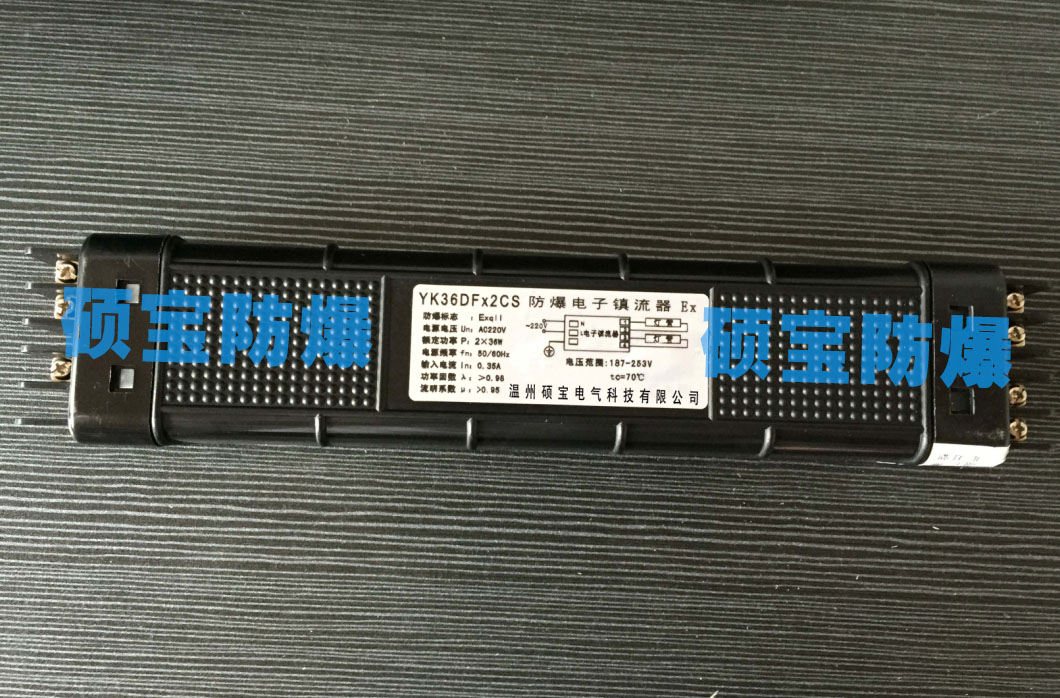 硕宝防爆
YK36DFx2CS 防爆电子镇流器 Ex
防爆标志 : ExqII
电源电压 Un: AC220V
额定功率 P: 2×36W
电源频率 fn: 50/60Hz
输入电流 In: 0.35A
功率因数 λ: >0.98
流明系数 μ: >0.95
~220V
N
L
电子镇流器
灯管
灯管
电压范围:187-253V
tc=70℃
温州硕宝电气科技有限公司
硕宝防爆